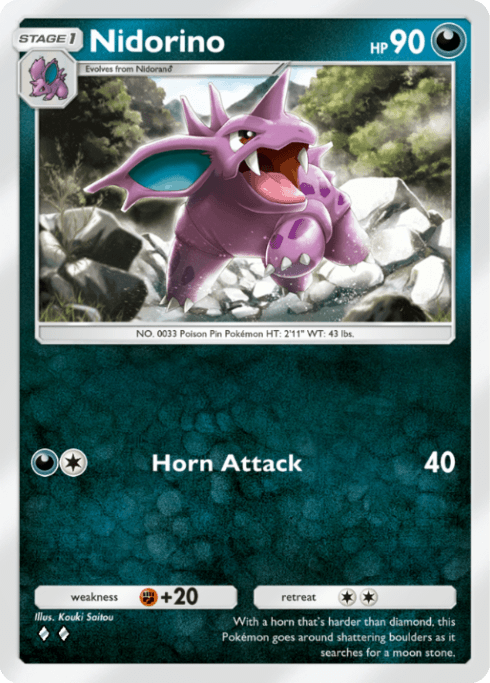 STAGE 1
Nidorino
HP 90
Evolves from Nidoran♂
NO. 0033 Poison Pin Pokémon HT: 2'11" WT: 43 lbs.
Horn Attack 40
weakness +20 retreat
Illus. Kouki Saitou
With a horn that's harder than diamond, this
Pokémon goes around shattering boulders as it
searches for a moon stone.